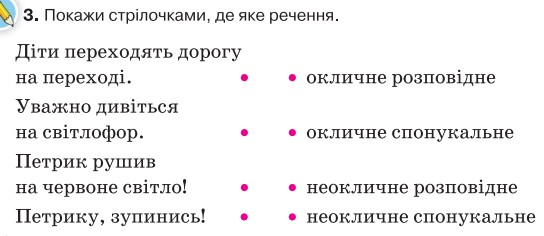 3. Покажи стрілочками, де яке речення.
Діти переходять дорогу
на переході. • • окличне розповідне
Уважно дивіться
на світлофор. • • окличне спонукальне
Петрик рушив
на червоне світло! • • неокличне розповідне
Петрику, зупинись! • • неокличне спонукальне